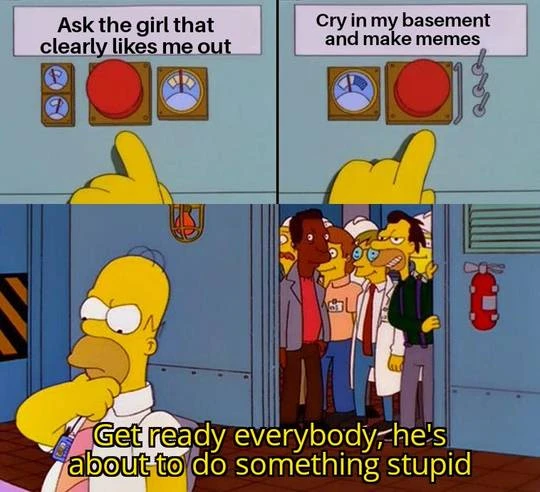 Ask the girl that
clearly likes me out
Cry in my basement
and make memes
Get ready everybody, he's
about to do something stupid